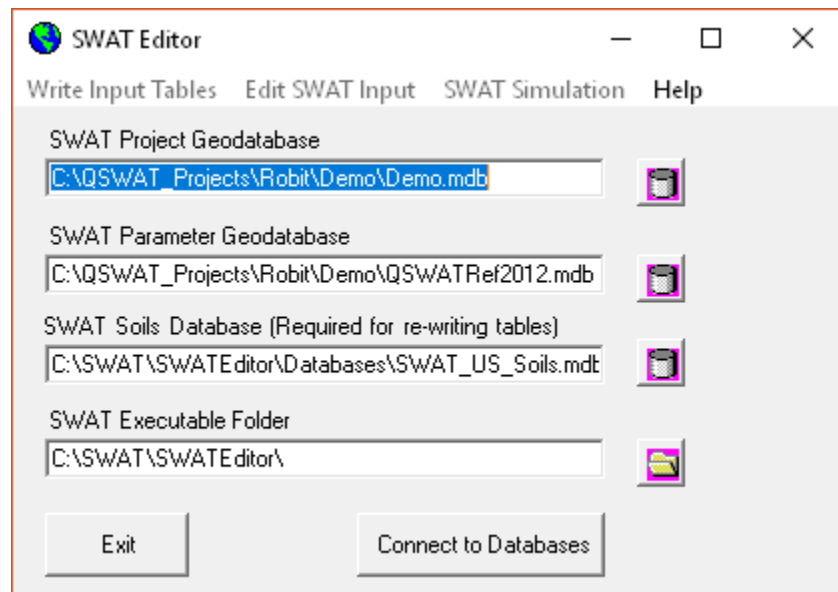 SWAT Editor
Write Input Tables Edit SWAT Input SWAT Simulation Help
SWAT Project Geodatabase
C:\QSWAT_Projects\Robit\Demo\Demo.mdb
SWAT Parameter Geodatabase
C:\QSWAT_Projects\Robit\Demo\QSWATRef2012.mdb
SWAT Soils Database (Required for re-writing tables)
C:\SWAT\SWATEditor\Databases\SWAT_US_Soils.mdb
SWAT Executable Folder
C:\SWAT\SWATEditor\
Exit Connect to Databases